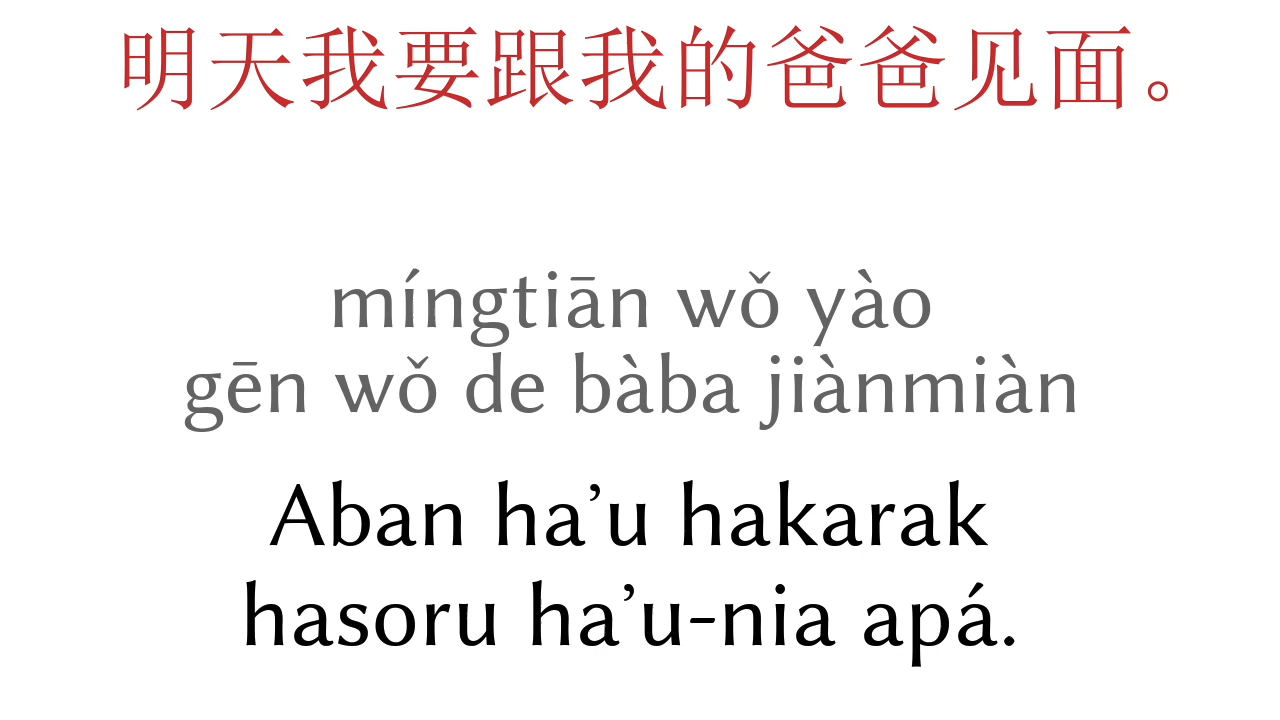 明天我要跟我的爸爸见面。
míngtiān wǒ yào
gēn wǒ de bàba jiànmiàn
Aban ha’u hakarak
hasoru ha’u-nia apá.